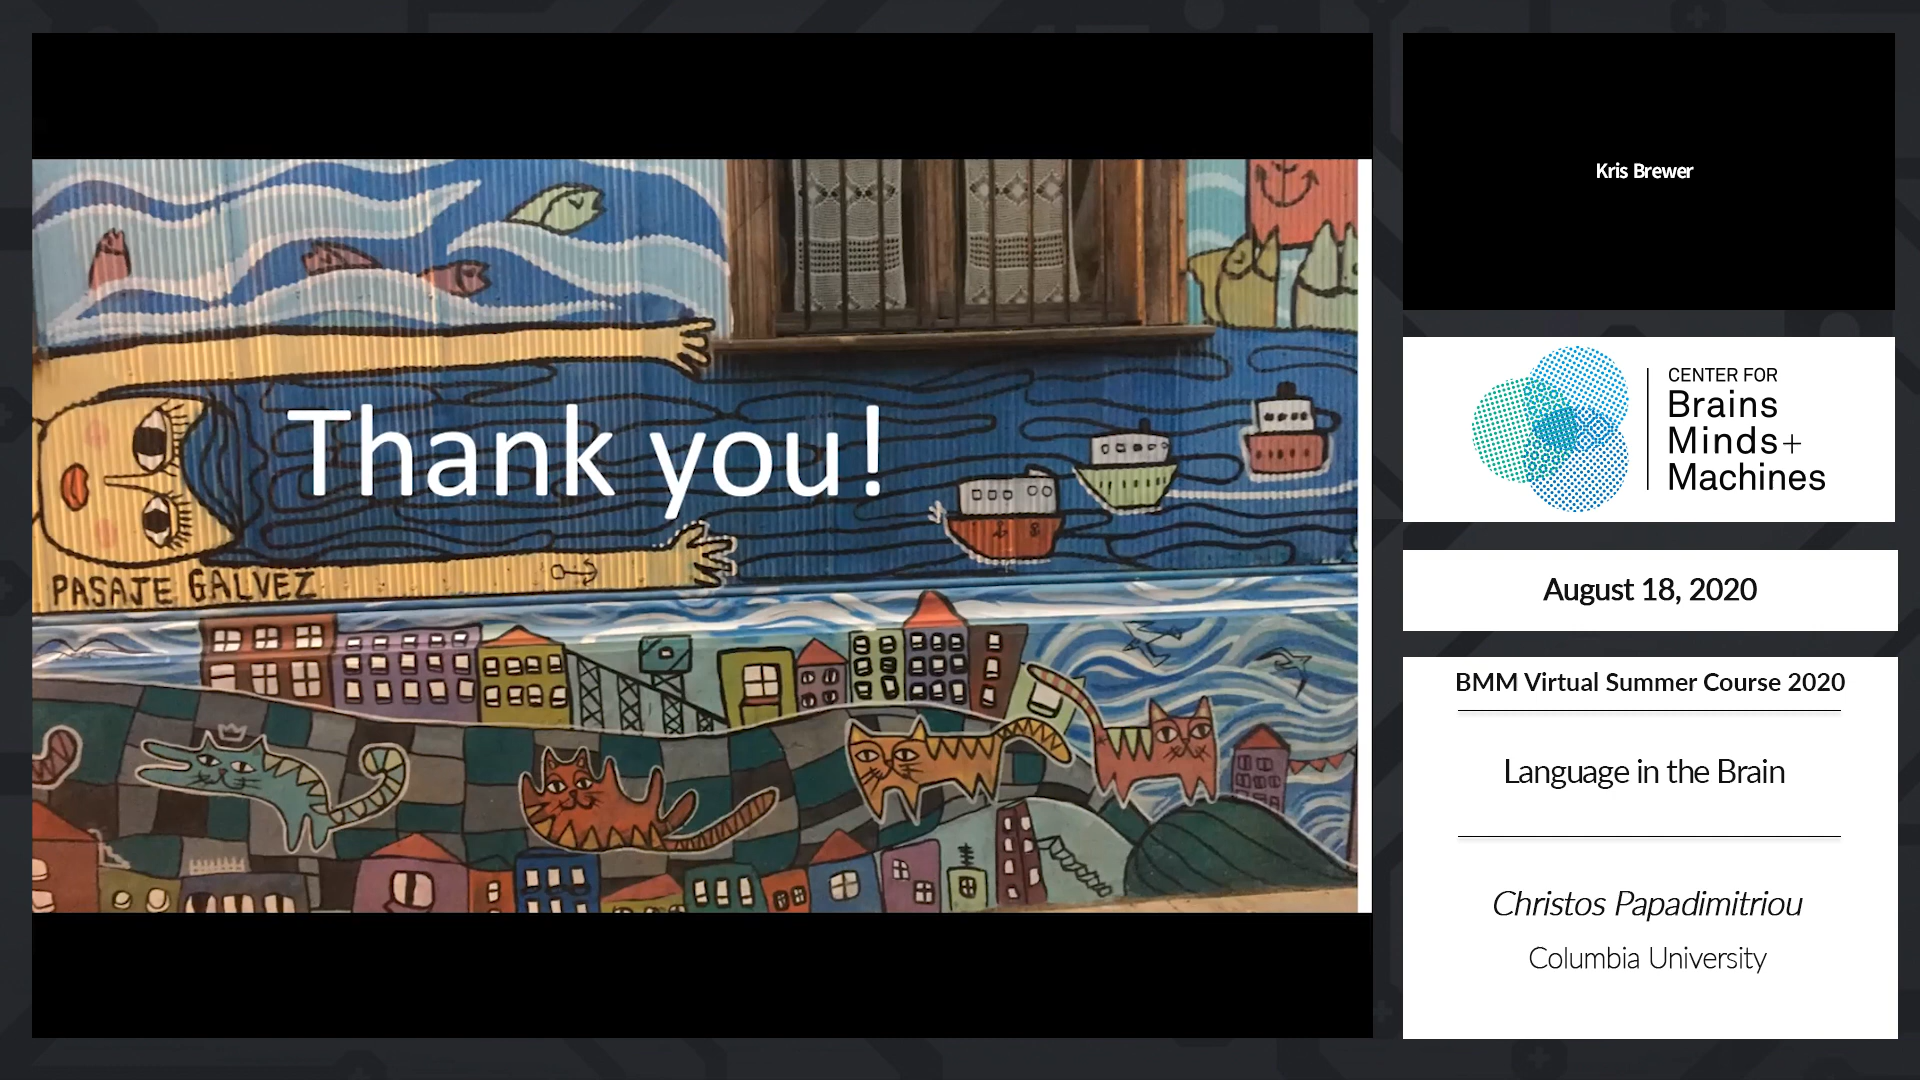 Thank you!
PASAJE GALVEZ
Kris Brewer
CENTER FOR
Brains
Minds+
Machines
August 18, 2020
BMM Virtual Summer Course 2020
Language in the Brain
Christos Papadimitriou
Columbia University